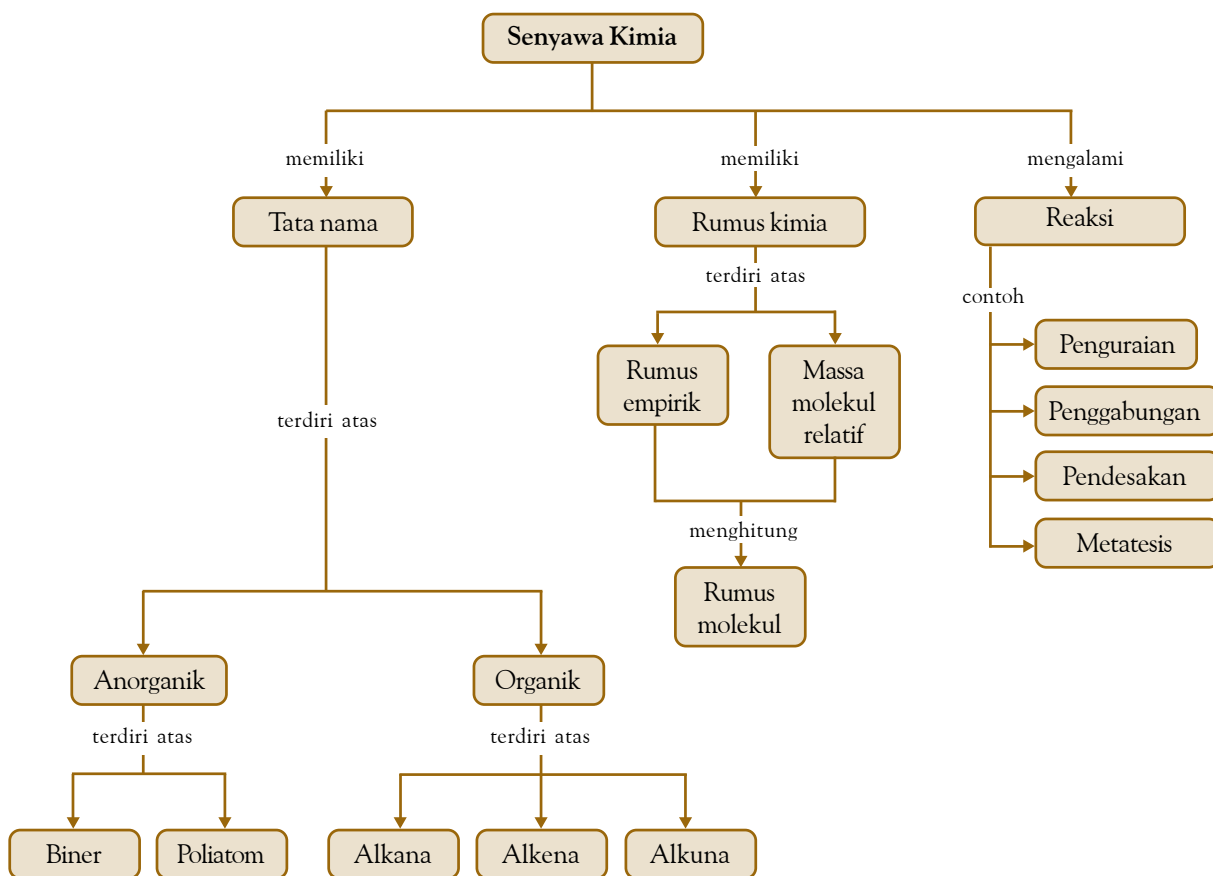 Senyawa Kimia
memiliki
memiliki
mengalami
Tata nama
Rumus kimia
Reaksi
terdiri atas
contoh
Penguraian
Rumus
empirik
Massa
molekul
relatif
Penggabungan
terdiri atas
Pendesakan
menghitung
Metatesis
Rumus
molekul
Anorganik
Organik
terdiri atas
terdiri atas
Biner
Poliatom
Alkana
Alkena
Alkuna